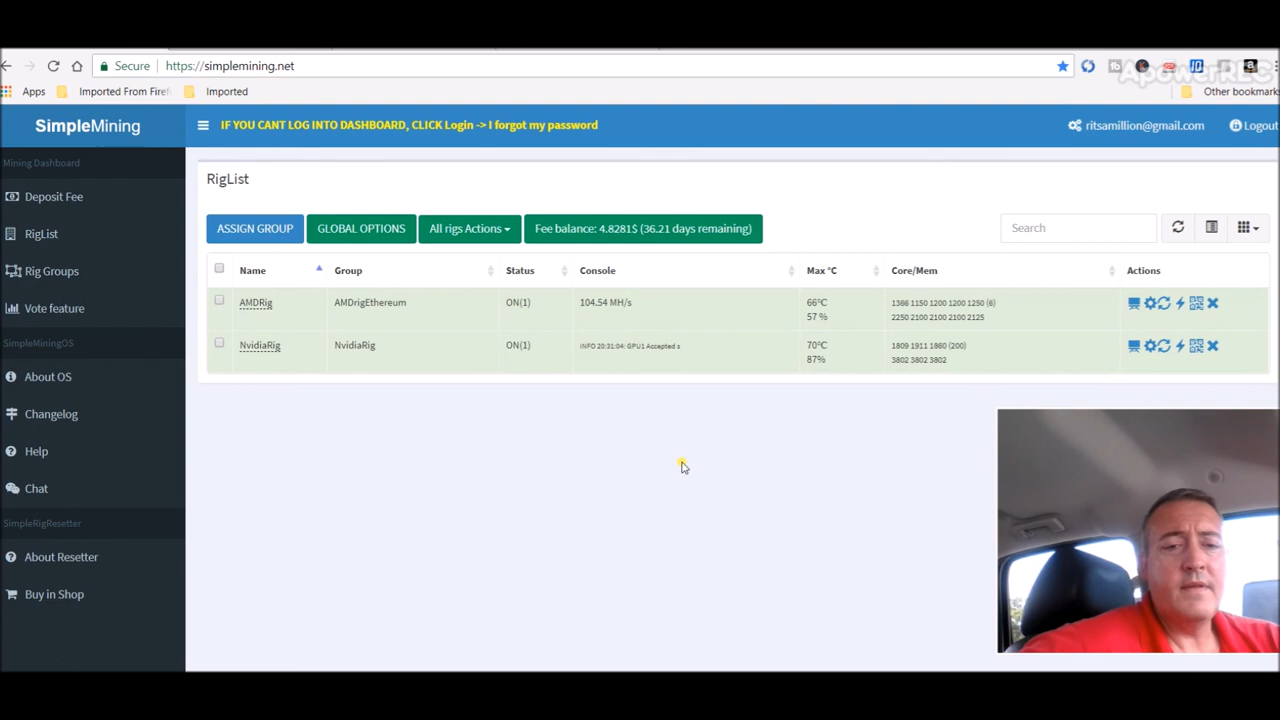 Secure https://simplemining.net
ApowerREC
Apps Imported From Firef Imported Other bookmark
SimpleMining
IF YOU CANT LOG INTO DASHBOARD, CLICK Login -> I forgot my password
ritsamillion@gmail.com Logout
Mining Dashboard
Deposit Fee
RigList
Rig Groups
Vote feature
SimpleMiningOS
About OS
Changelog
Help
Chat
SimpleRigResetter
About Resetter
Buy in Shop
RigList
ASSIGN GROUP GLOBAL OPTIONS All rigs Actions Fee balance: 4.8281$ (36.21 days remaining) Search
Name Group Status Console Max °C Core/Mem Actions
AMDRig AMDrigEthereum ON(1) 104.54 MH/s 66°C 1366 1150 1200 1200 1250 (6)
57 % 2250 2100 2100 2100 2125
NvidiaRig NvidiaRig ON(1) INFO 20:31:04: GPU1 Accepted s 70°C 1809 1911 1860 (200)
87% 3802 3802 3802